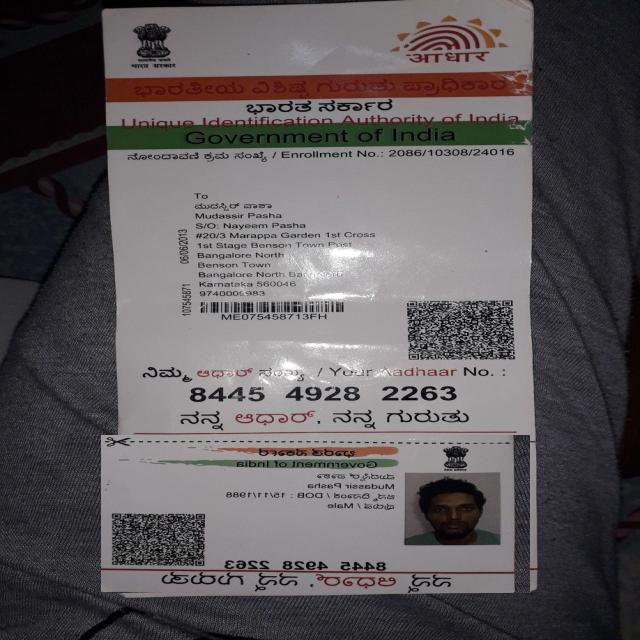 भारत सरकार
आधार
ಭಾರತೀಯ ವಿಶಿಷ್ಟ ಗುರುತು ಪ್ರಾಧಿಕಾರ
ಭಾರತ ಸರ್ಕಾರ
Unique Identification Authority of India
Government of India
ನೋಂದಾವಣಿ ಕ್ರಮ ಸಂಖ್ಯೆ / Enrollment No.: 2086/10308/24016
To
ಮುದಸ್ಸಿರ್ ಪಾಶಾ
Mudassir Pasha
S/O: Nayeem Pasha
#20/3 Marappa Garden 1st Cross
1st Stage Benson Town Post
Bangalore North
Benson Town
Bangalore North
Karnataka 560046
06/06/2013
107545871
ME075458713FH
ನಿಮ್ಮ ಆಧಾರ್ ಸಂಖ್ಯೆ / Your Aadhaar No. :
8445 4928 2263
ನನ್ನ ಆಧಾರ್, ನನ್ನ ಗುರುತು
ಭಾರತ ಸರ್ಕಾರ
Government of India
ಮುದಸ್ಸಿರ್ ಪಾಶಾ
Mudassir Pasha
ಜನ್ಮ ದಿನಾಂಕ / DOB : 15/11/1988
ಪುರುಷ / Male
8445 4928 2263
ನನ್ನ ಆಧಾರ್, ನನ್ನ ಗುರುತು